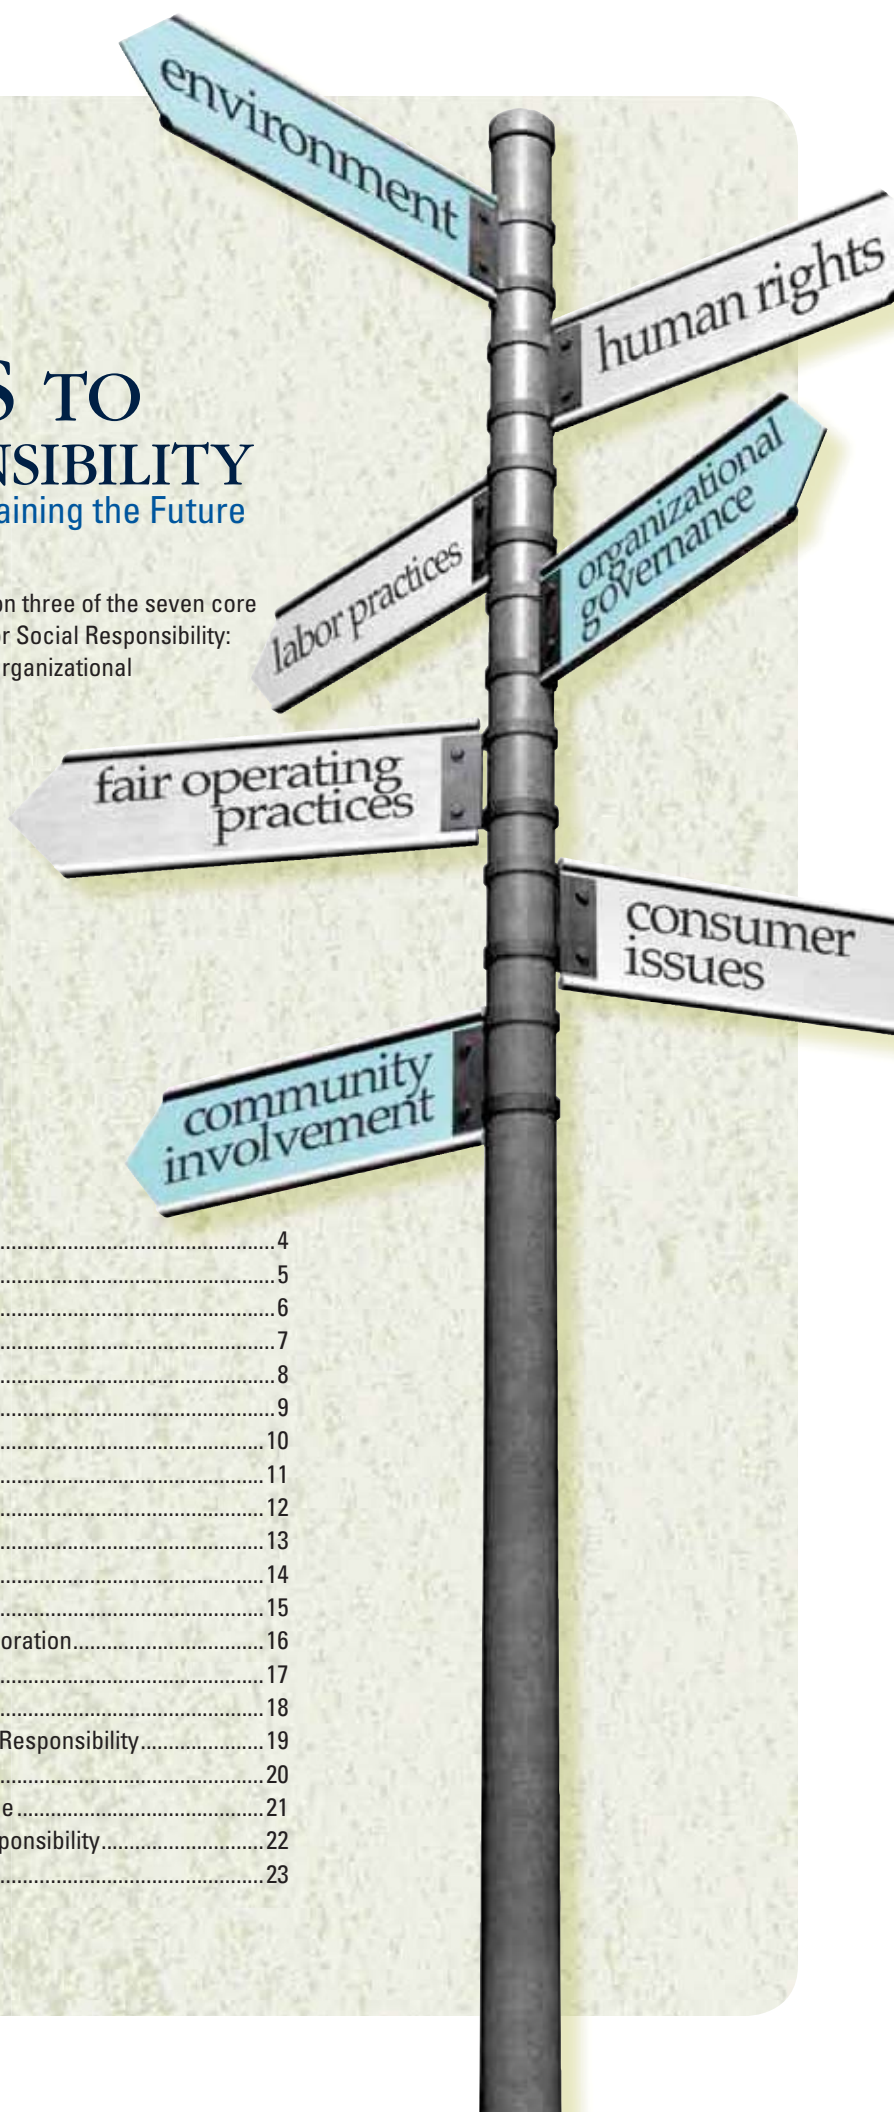 environment
human rights
S TO
NSIBILITY
aining the Future
organizational
governance
labor practices
on three of the seven core
or Social Responsibility:
rganizational
fair operating
practices
consumer
issues
community
involvement
........................................................4
........................................................5
........................................................6
........................................................7
........................................................8
........................................................9
......................................................10
......................................................11
......................................................12
......................................................13
......................................................14
......................................................15
oration......................................16
......................................................17
......................................................18
Responsibility........................19
......................................................20
e................................................21
ponsibility................................22
......................................................23